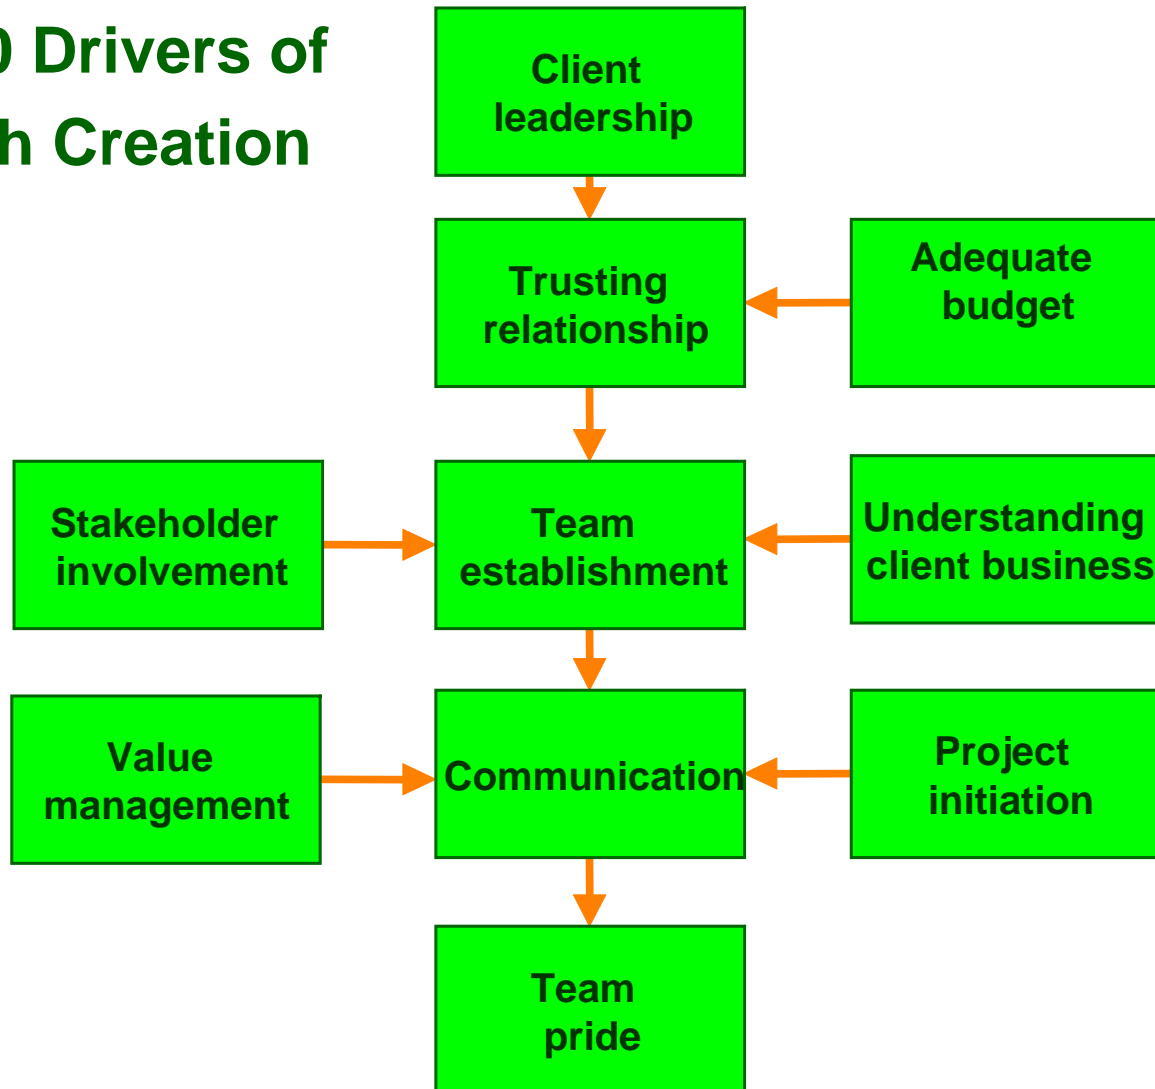 0 Drivers of
h Creation
Client
leadership
Trusting
relationship
Adequate
budget
Stakeholder
involvement
Team
establishment
Understanding
client business
Value
management
Communication
Project
initiation
Team
pride